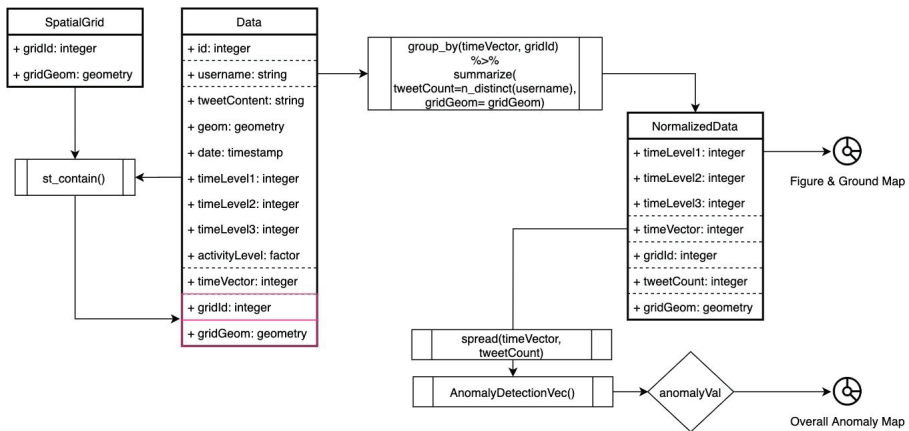 SpatialGrid
+ gridId: integer
+ gridGeom: geometry
st_contain()
Data
+ id: integer
+ username: string
+ tweetContent: string
+ geom: geometry
+ date: timestamp
+ timeLevel1: integer
+ timeLevel2: integer
+ timeLevel3: integer
+ activityLevel: factor
+ timeVector: integer
+ gridId: integer
+ gridGeom: geometry
group_by(timeVector, gridId)
%>%
summarize(
tweetCount=n_distinct(username),
gridGeom= gridGeom)
NormalizedData
+ timeLevel1: integer
+ timeLevel2: integer
+ timeLevel3: integer
+ timeVector: integer
+ gridId: integer
+ tweetCount: integer
+ gridGeom: geometry
Figure & Ground Map
spread(timeVector,
tweetCount)
AnomalyDetectionVec()
anomalyVal
Overall Anomaly Map